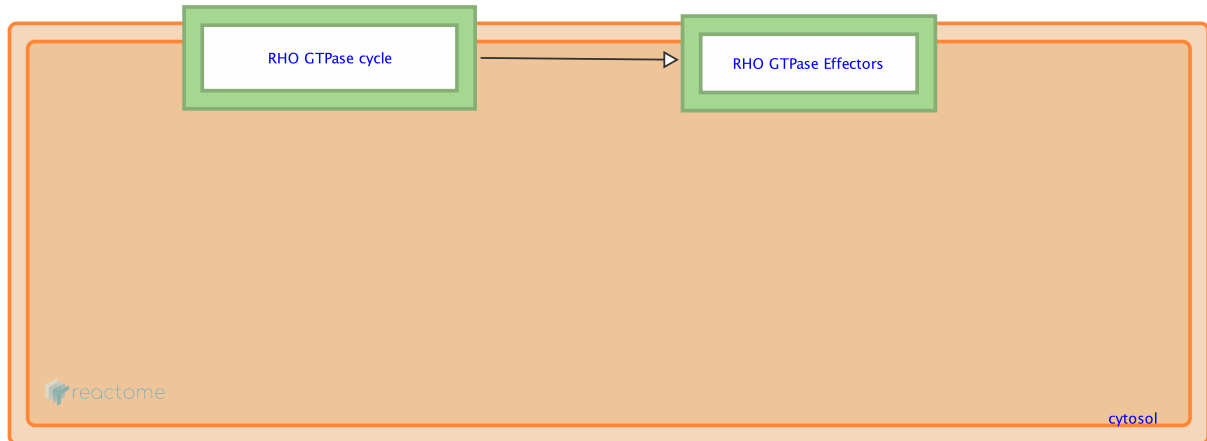 RHO GTPase cycle
RHO GTPase Effectors
reactome
cytosol